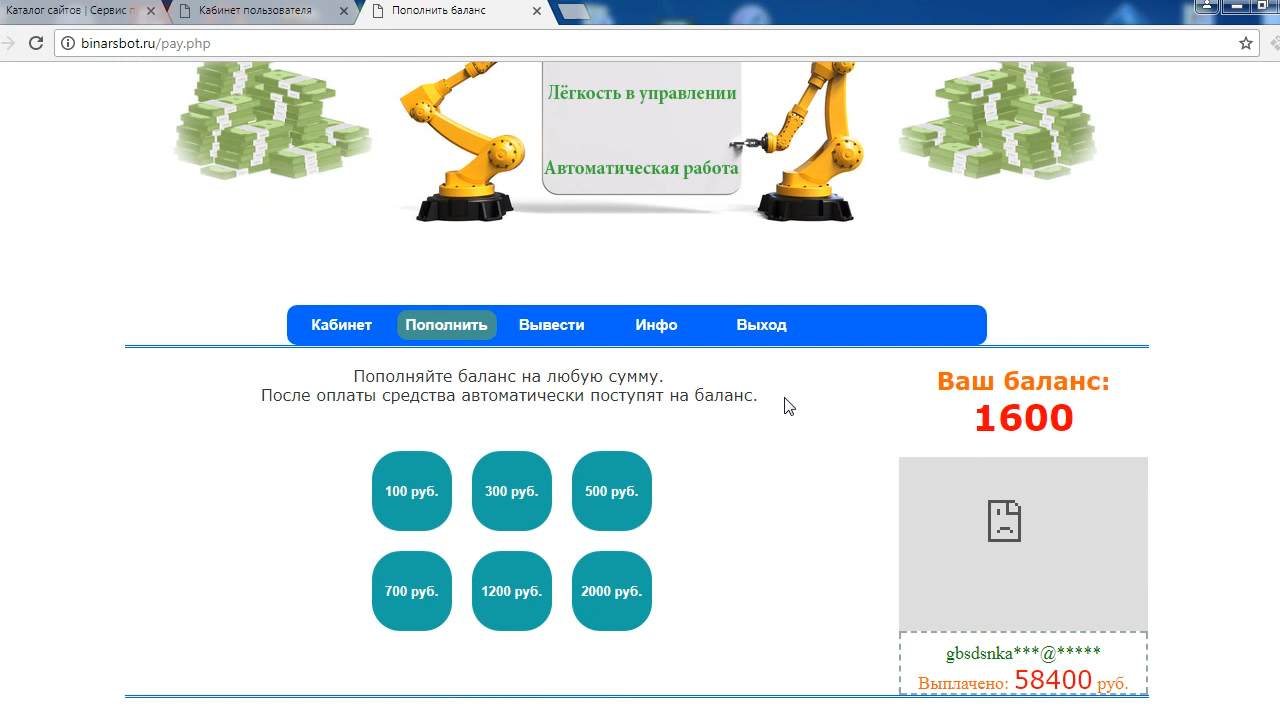 Каталог сайтов | Сервис
Кабинет пользователя
Пополнить баланс
binarsbot.ru/pay.php
Лёгкость в управлении
Автоматическая работа
Кабинет
Пополнить
Вывести
Инфо
Выход
Пополняйте баланс на любую сумму.
После оплаты средства автоматически поступят на баланс.
Ваш баланс:
1600
100 руб.
300 руб.
500 руб.
700 руб.
1200 руб.
2000 руб.
gbsdsnka***@*****
Выплачено: 58400 руб.